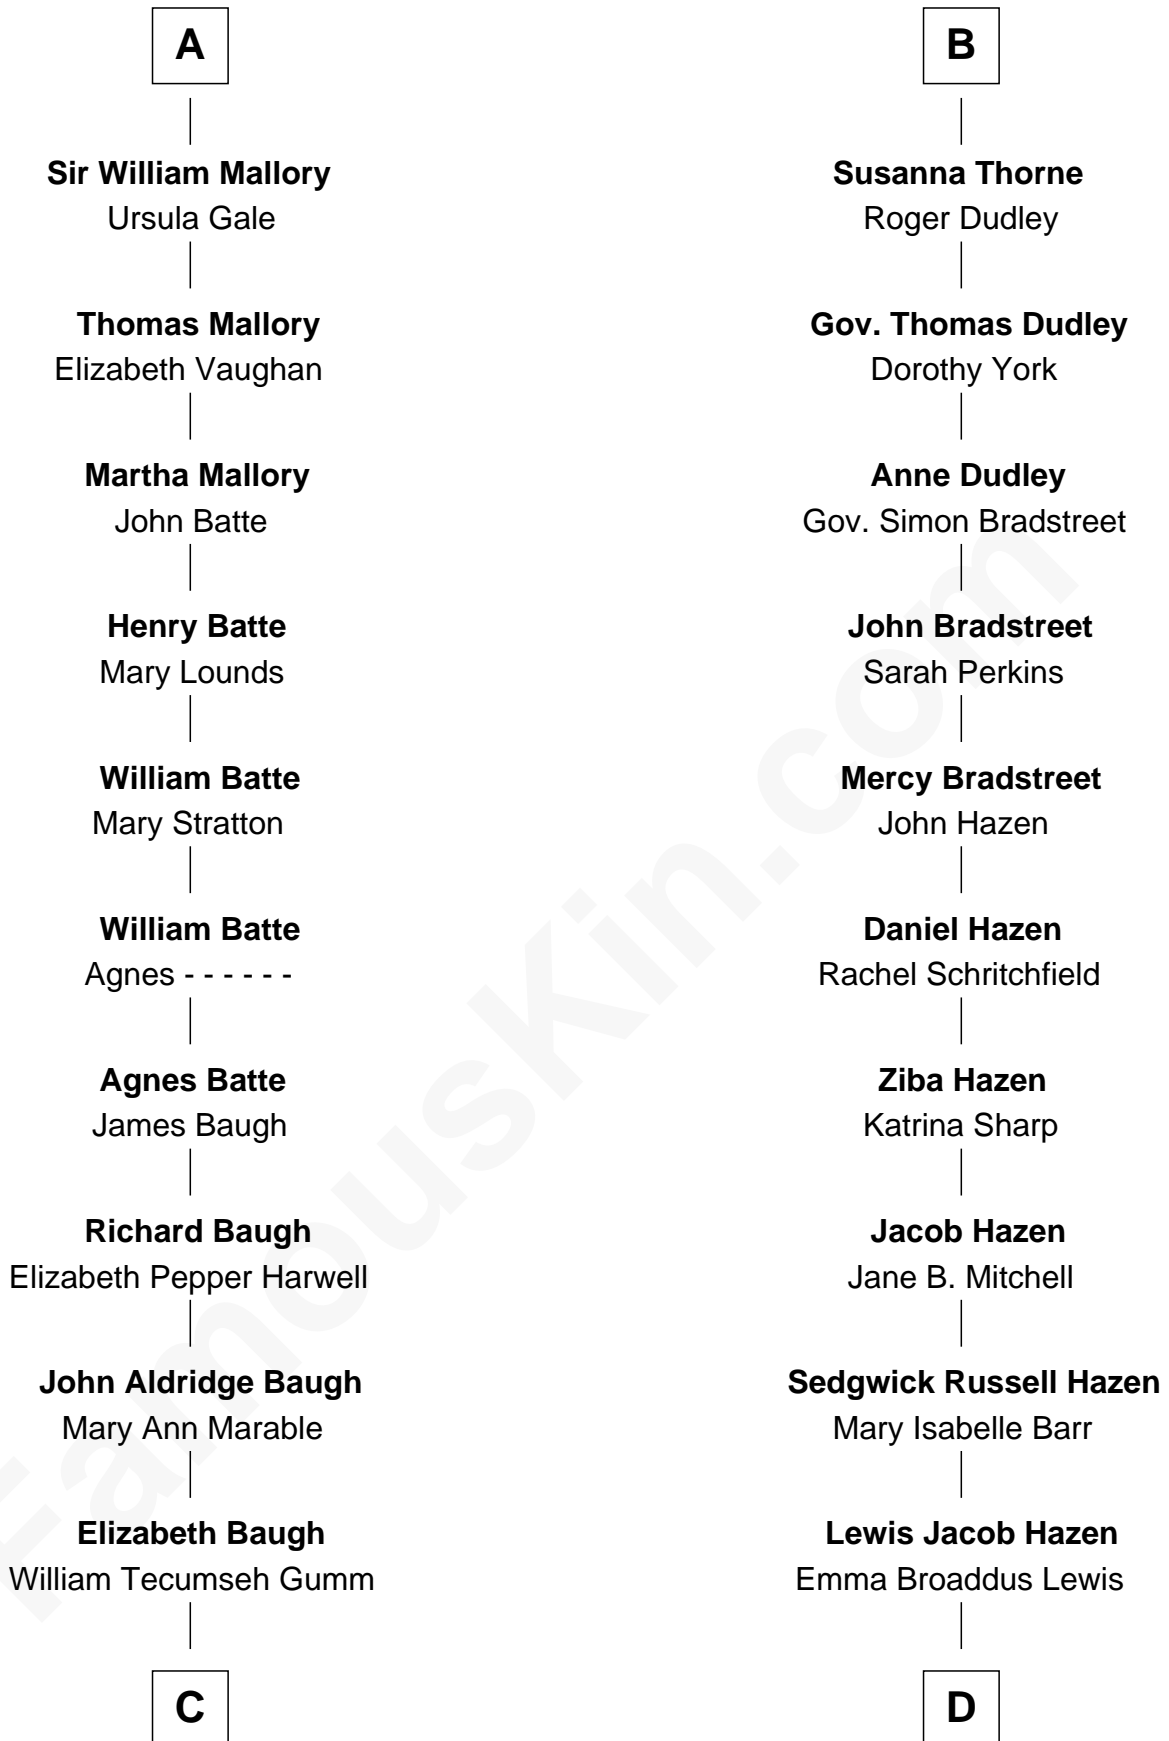 A
Sir William Mallory
Ursula Gale
Thomas Mallory
Elizabeth Vaughan
Martha Mallory
John Batte
Henry Batte
Mary Lounds
William Batte
Mary Stratton
William Batte
Agnes - - - - - -
Agnes Batte
James Baugh
Richard Baugh
Elizabeth Pepper Harwell
John Aldridge Baugh
Mary Ann Marable
Elizabeth Baugh
William Tecumseh Gumm
C
B
Susanna Thorne
Roger Dudley
Gov. Thomas Dudley
Dorothy York
Anne Dudley
Gov. Simon Bradstreet
John Bradstreet
Sarah Perkins
Mercy Bradstreet
John Hazen
Daniel Hazen
Rachel Schritchfield
Ziba Hazen
Katrina Sharp
Jacob Hazen
Jane B. Mitchell
Sedgwick Russell Hazen
Mary Isabelle Barr
Lewis Jacob Hazen
Emma Broaddus Lewis
D
FamousKin.com